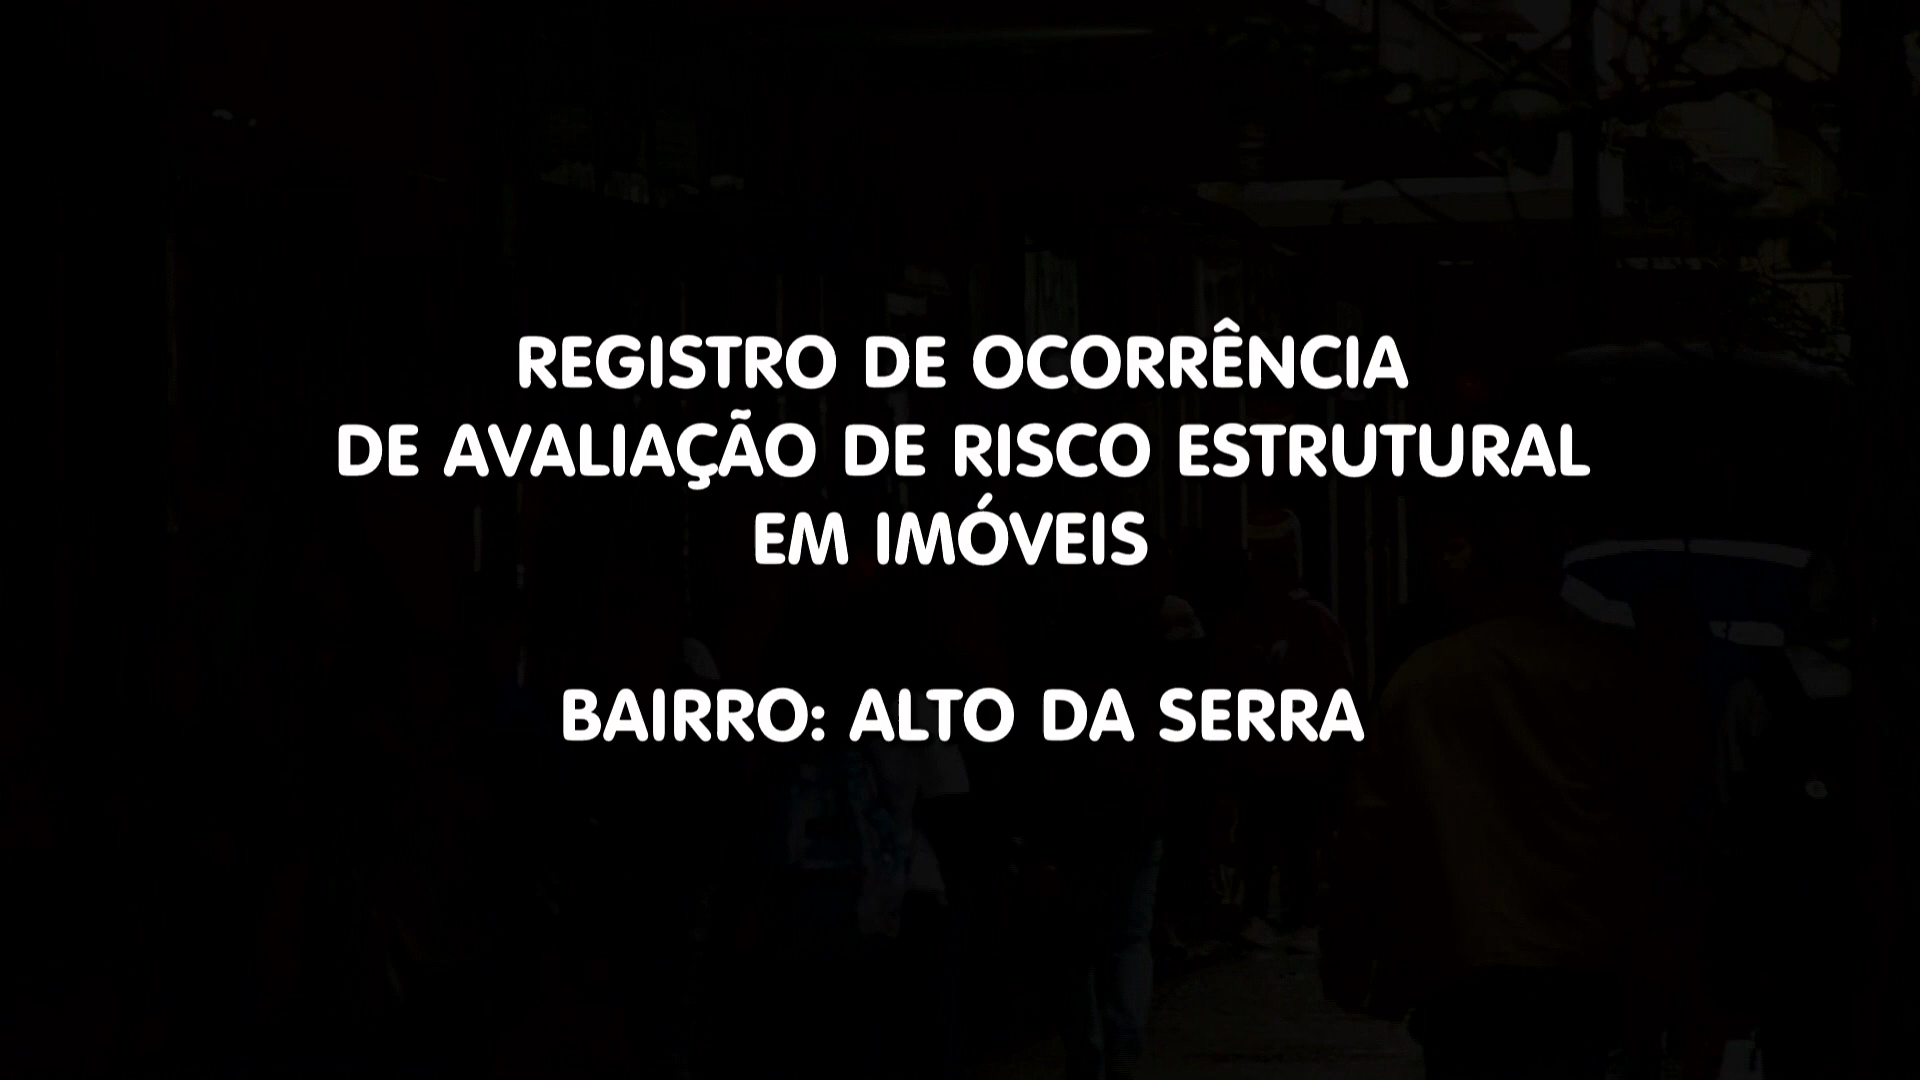 REGISTRO DE OCORRÊNCIA
DE AVALIAÇÃO DE RISCO ESTRUTURAL
EM IMÓVEIS
BAIRRO: ALTO DA SERRA